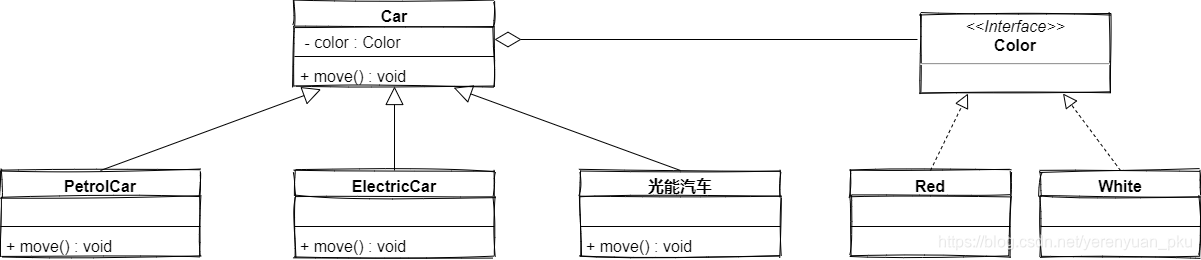 Car
- color : Color
+ move() : void
<<Interface>>
Color
PetrolCar
+ move() : void
ElectricCar
+ move() : void
光能汽车
+ move() : void
Red
White
https://blog.csdn.net/yerenyuan_pku